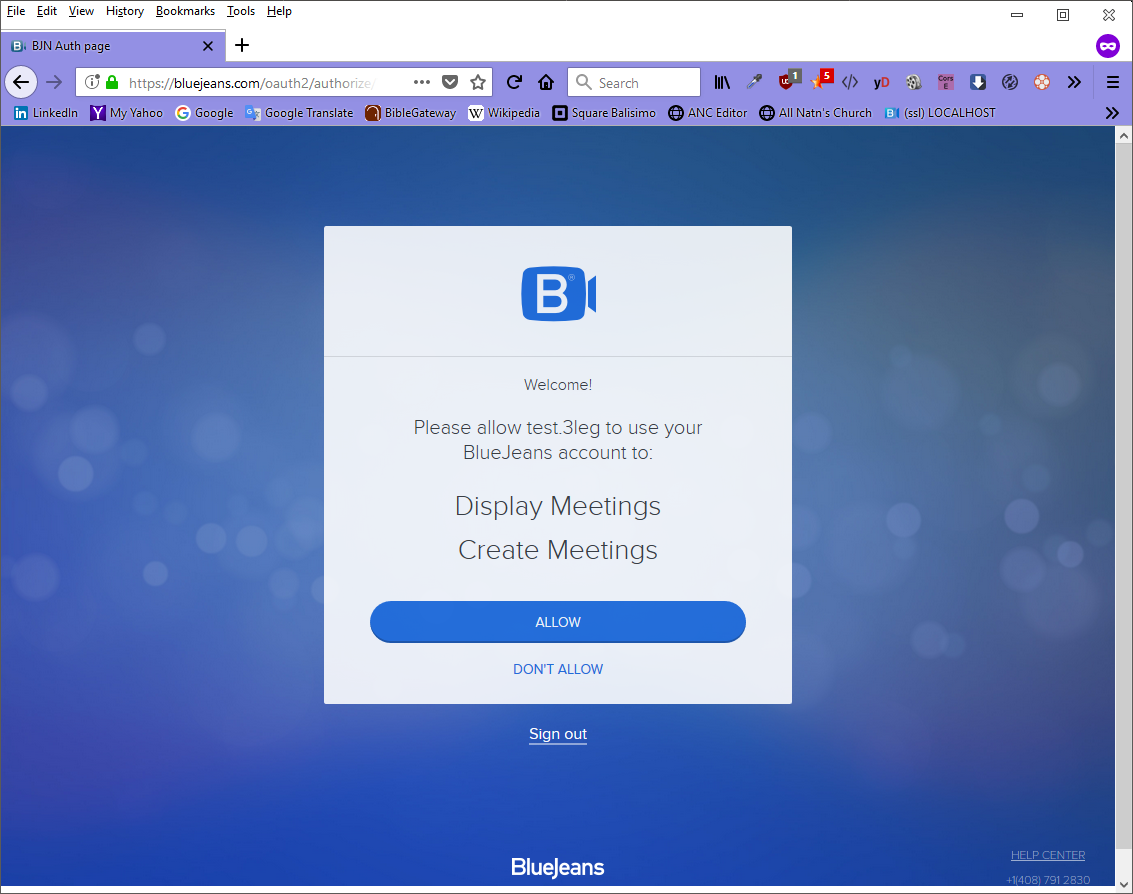 File Edit View History Bookmarks Tools Help
BJN Auth page
https://bluejeans.com/oauth2/authorize/
Search
1
5
</>
yD
Cors E
LinkedIn My Yahoo Google Google Translate BibleGateway Wikipedia Square Balisimo ANC Editor All Natn's Church (ssl) LOCALHOST
B®
Welcome!
Please allow test.3leg to use your
BlueJeans account to:
Display Meetings
Create Meetings
ALLOW
DON'T ALLOW
Sign out
BlueJeans
HELP CENTER
+1(408) 791 2830